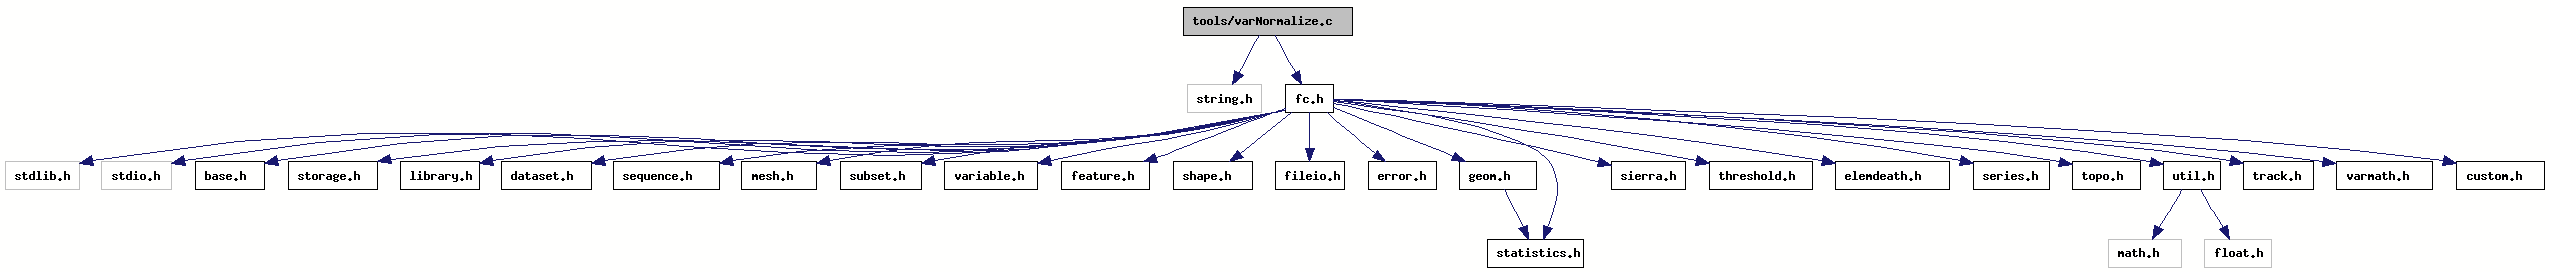 tools/varNormalize.c
string.h
fc.h
stdlib.h
stdio.h
base.h
storage.h
library.h
dataset.h
sequence.h
mesh.h
subset.h
variable.h
feature.h
shape.h
fileio.h
error.h
geom.h
sierra.h
threshold.h
elemdeath.h
series.h
topo.h
util.h
track.h
varmath.h
custom.h
statistics.h
math.h
float.h